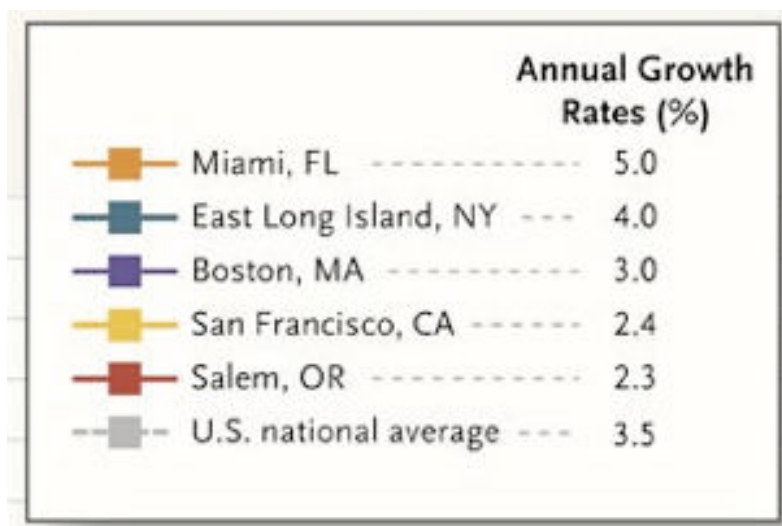 Annual Growth
Rates (%)
Miami, FL 5.0
East Long Island, NY 4.0
Boston, MA 3.0
San Francisco, CA 2.4
Salem, OR 2.3
U.S. national average 3.5